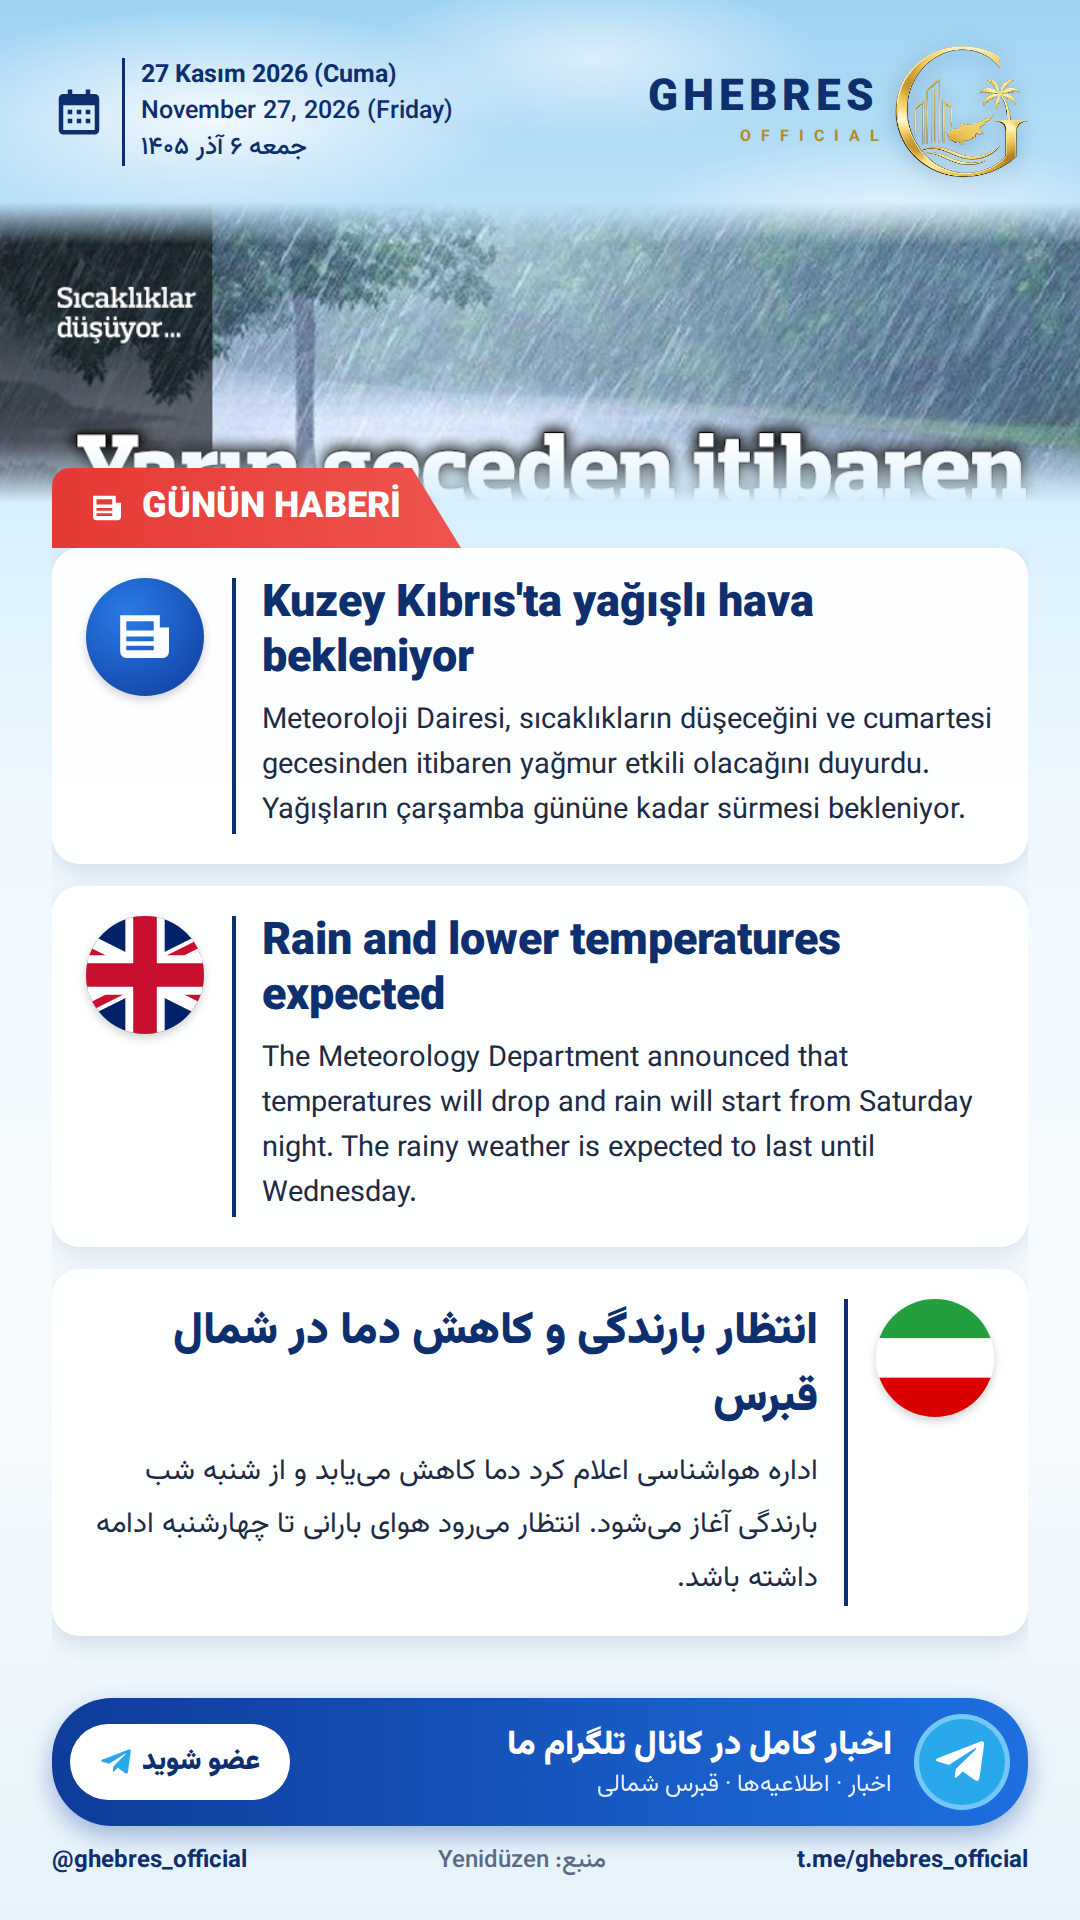 27 Kasım 2026 (Cuma)
November 27, 2026 (Friday)
جمعه ۶ آذر ۱۴۰۵
GHEBRES
OFFICIAL
Sıcaklıklar
düşüyor...
Yarın geceden itibaren
GÜNÜN HABERİ
Kuzey Kıbrıs'ta yağışlı hava
bekleniyor
Meteoroloji Dairesi, sıcaklıkların düşeceğini ve cumartesi
gecesinden itibaren yağmur etkili olacağını duyurdu.
Yağışların çarşamba gününe kadar sürmesi bekleniyor.
Rain and lower temperatures
expected
The Meteorology Department announced that
temperatures will drop and rain will start from Saturday
night. The rainy weather is expected to last until
Wednesday.
انتظار بارندگی و کاهش دما در شمال
قبرس
اداره هواشناسی اعلام کرد دما کاهش می‌یابد و از شنبه شب
بارندگی آغاز می‌شود. انتظار می‌رود هوای بارانی تا چهارشنبه ادامه
داشته باشد.
اخبار کامل در کانال تلگرام ما
اخبار · اطلاعیه‌ها · قبرس شمالی
عضو شوید
@ghebres_official
منبع: Yenidüzen
t.me/ghebres_official